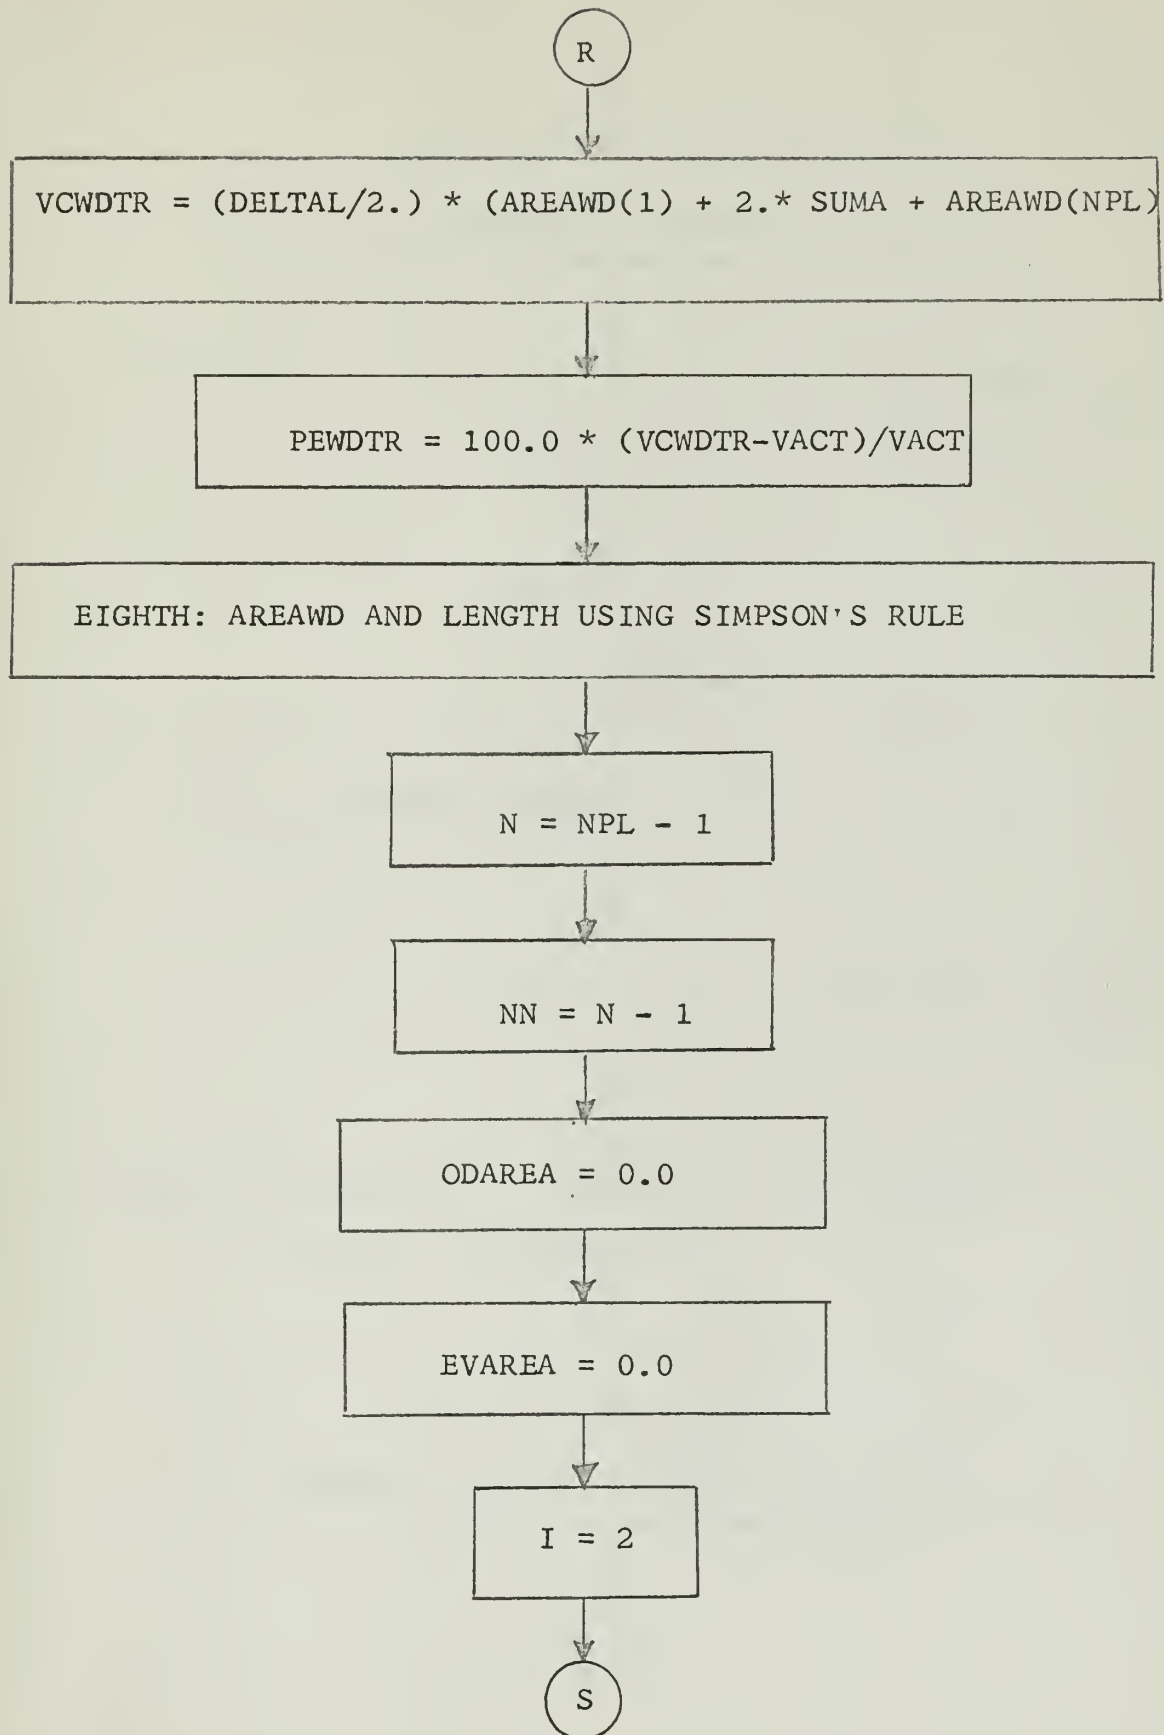 R
VCWDTR = (DELTAL/2.) * (AREAWD(1) + 2.* SUMA + AREAWD(NPL)
PEWDTR = 100.0 * (VCWDTR-VACT)/VACT
EIGHTH: AREAWD AND LENGTH USING SIMPSON'S RULE
N = NPL - 1
NN = N - 1
ODAREA = 0.0
EVAREA = 0.0
I = 2
S